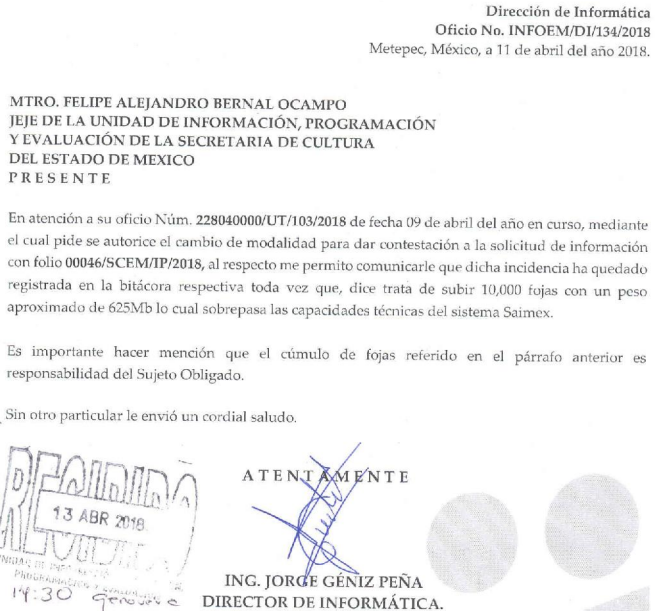 Dirección de Informática
Oficio No. INFOEM/DI/134/2018
Metepec, México, a 11 de abril del año 2018.
MTRO. FELIPE ALEJANDRO BERNAL OCAMPO
JEJE DE LA UNIDAD DE INFORMACIÓN, PROGRAMACIÓN
Y EVALUACIÓN DE LA SECRETARIA DE CULTURA
DEL ESTADO DE MEXICO
P R E S E N T E
En atención a su oficio Núm. 228040000/UT/103/2018 de fecha 09 de abril del año en curso, mediante
el cual pide se autorice el cambio de modalidad para dar contestación a la solicitud de información
con folio 00046/SCEM/IP/2018, al respecto me permito comunicarle que dicha incidencia ha quedado
registrada en la bitácora respectiva toda vez que, dice trata de subir 10,000 fojas con un peso
aproximado de 625Mb lo cual sobrepasa las capacidades técnicas del sistema Saimex.
Es importante hacer mención que el cúmulo de fojas referido en el párrafo anterior es
responsabilidad del Sujeto Obligado.
Sin otro particular le envió un cordial saludo.
A T E N T A M E N T E
RECIBIDO
13 ABR 2018
14:30
ING. JORGE GÉNIZ PEÑA
DIRECTOR DE INFORMÁTICA.